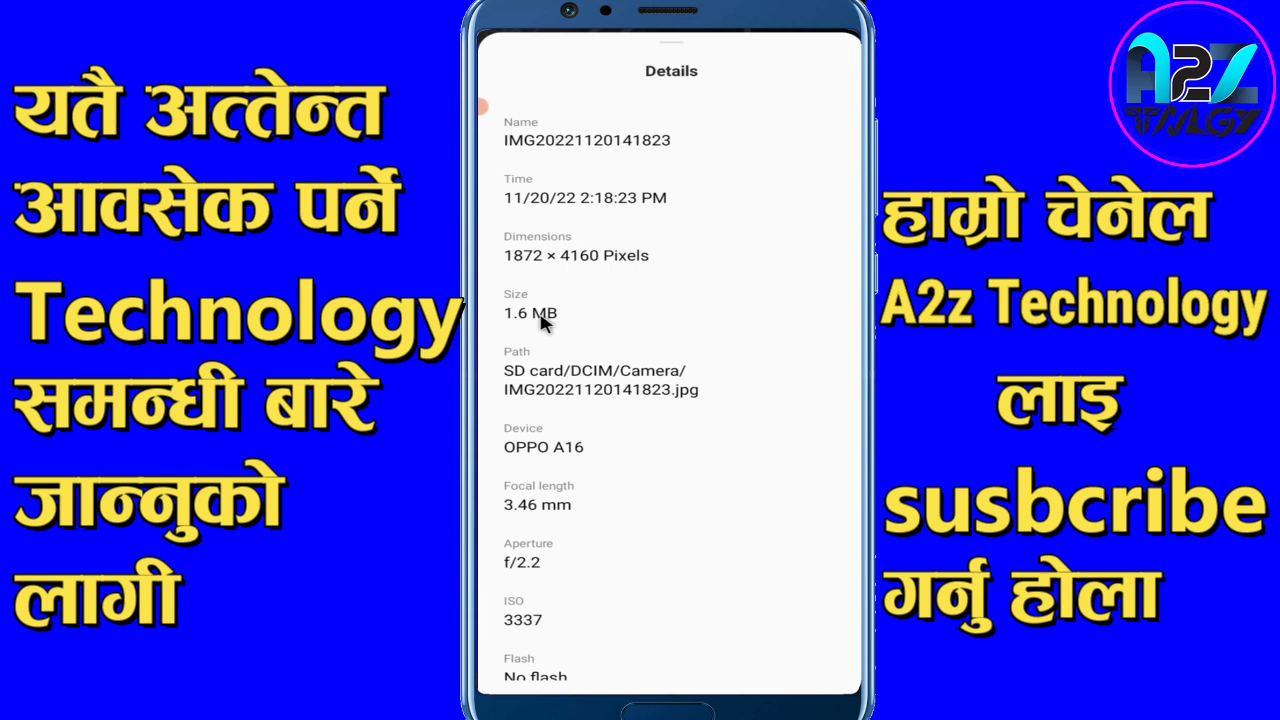 यतै अत्तेन्त
आवसेक पर्ने
Technology
समन्धी बारे
जान्नुको
लागी
Details
Name
IMG20221120141823
Time
11/20/22 2:18:23 PM
Dimensions
1872 × 4160 Pixels
Size
1.6 MB
Path
SD card/DCIM/Camera/
IMG20221120141823.jpg
Device
OPPO A16
Focal length
3.46 mm
Aperture
f/2.2
ISO
3337
Flash
No flash
A2Z
हाम्रो चेनेल
A2z Technology
लाइ
susbcribe
गर्नु होला